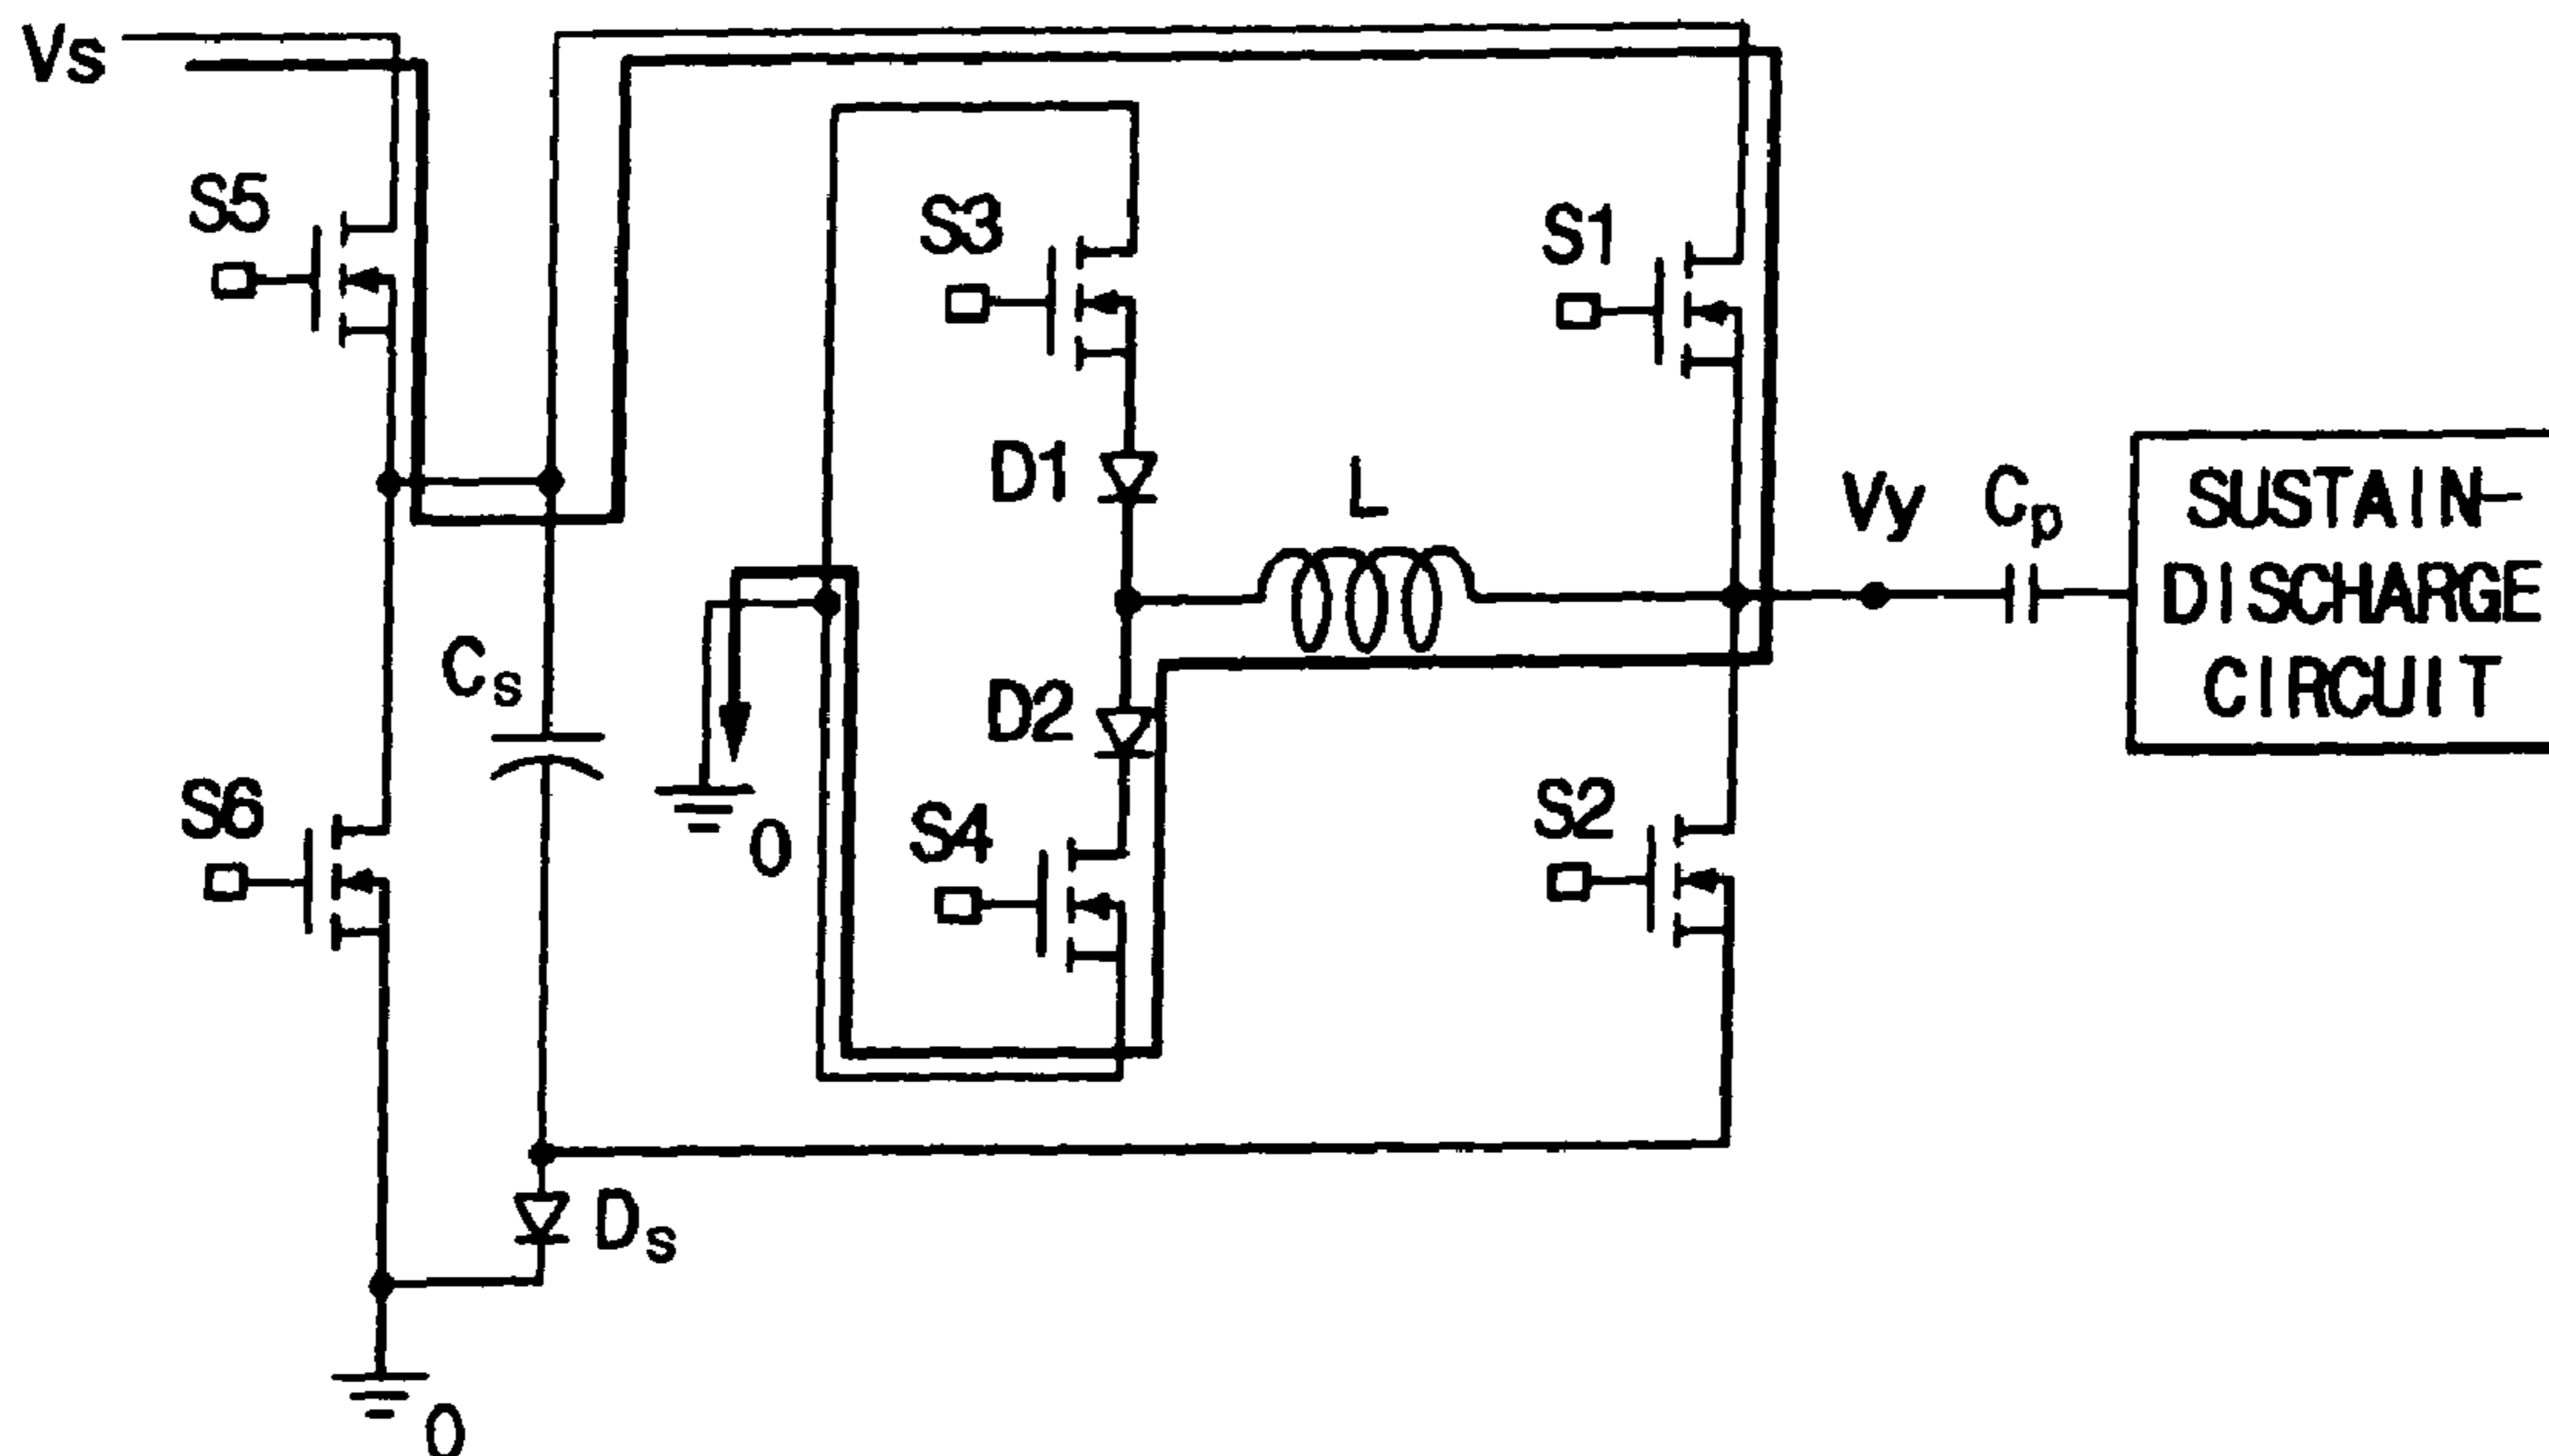 Vs
S5
S3
S1
D1
L
Vy
Cp
SUSTAIN-
DISCHARGE
CIRCUIT
Cs
D2
S6
0
S4
S2
Ds
0